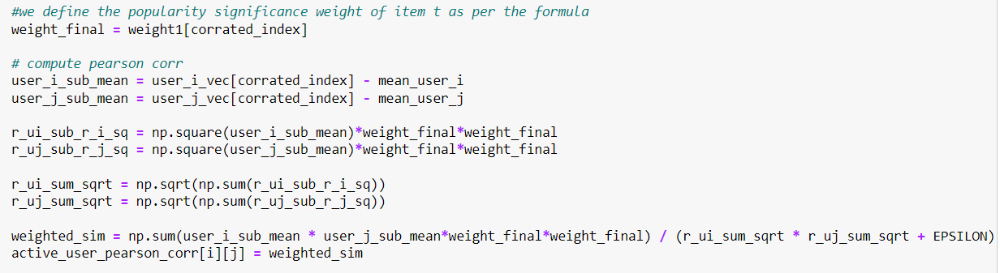 #we define the popularity significance weight of item t as per the formula
weight_final = weight1[corrated_index]
# compute pearson corr
user_i_sub_mean = user_i_vec[corrated_index] - mean_user_i
user_j_sub_mean = user_j_vec[corrated_index] - mean_user_j
r_ui_sub_r_i_sq = np.square(user_i_sub_mean)*weight_final*weight_final
r_uj_sub_r_j_sq = np.square(user_j_sub_mean)*weight_final*weight_final
r_ui_sum_sqrt = np.sqrt(np.sum(r_ui_sub_r_i_sq))
r_uj_sum_sqrt = np.sqrt(np.sum(r_uj_sub_r_j_sq))
weighted_sim = np.sum(user_i_sub_mean * user_j_sub_mean*weight_final*weight_final) / (r_ui_sum_sqrt * r_uj_sum_sqrt + EPSILON)
active_user_pearson_corr[i][j] = weighted_sim